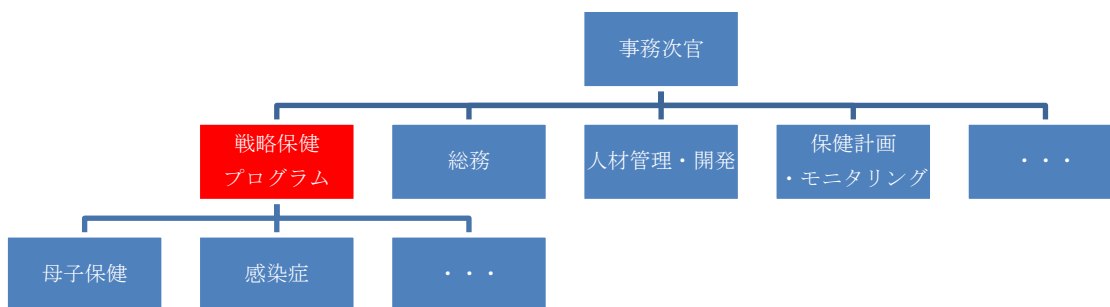 事務次官
戦略保健
プログラム
総務
人材管理・開発
保健計画
・モニタリング
・・・
母子保健
感染症
・・・